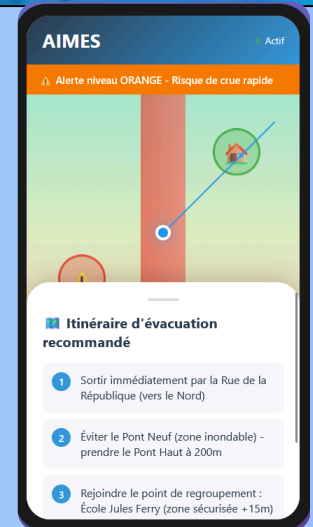 AIMES
Actif
Alerte niveau ORANGE - Risque de crue rapide
Itinéraire d'évacuation
recommandé
1
Sortir immédiatement par la Rue de la
République (vers le Nord)
2
Éviter le Pont Neuf (zone inondable) -
prendre le Pont Haut à 200m
3
Rejoindre le point de regroupement :
École Jules Ferry (zone sécurisée +15m)